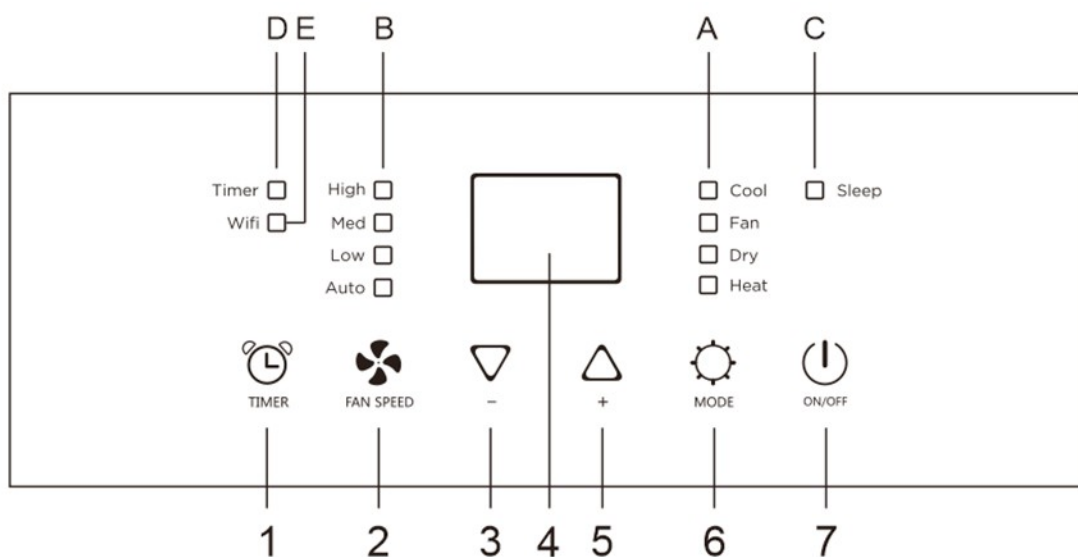 D E B A C
Timer High Cool Sleep
Wifi Med Fan
Low Dry
Auto Heat
TIMER FAN SPEED − + MODE ON/OFF
1 2 3 4 5 6 7